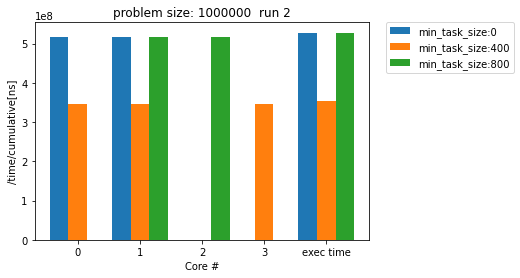 problem size: 1000000  run 2
1e8
/time/cumulative[ns]
5
4
3
2
1
0
0
1
2
3
exec time
Core #
min_task_size:0
min_task_size:400
min_task_size:800